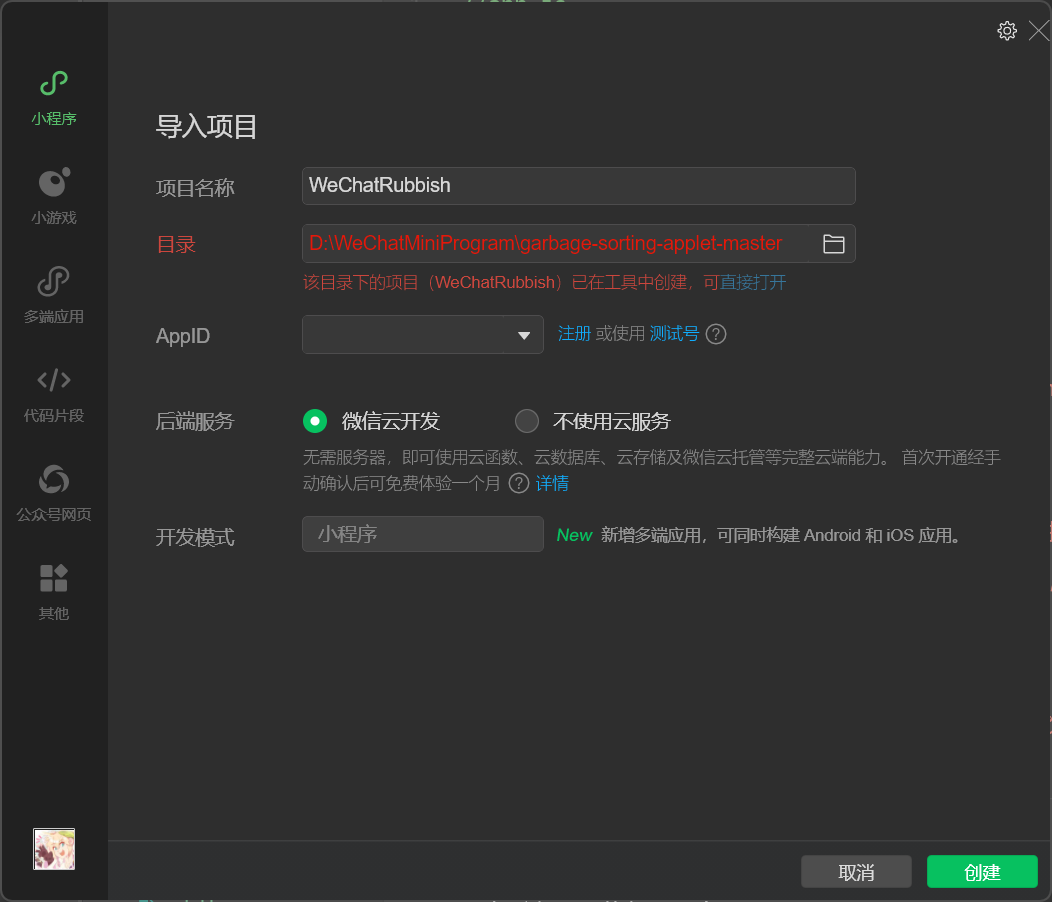 小程序
小游戏
多端应用
代码片段
公众号网页
其他
导入项目
项目名称 WeChatRubbish
目录 D:\WeChatMiniProgram\garbage-sorting-applet-master
该目录下的项目（WeChatRubbish）已在工具中创建，可直接打开
AppID 注册 或使用 测试号 ?
后端服务 微信云开发 不使用云服务
无需服务器，即可使用云函数、云数据库、云存储及微信云托管等完整云端能力。 首次开通经手
动确认后可免费体验一个月 ? 详情
开发模式 小程序 New 新增多端应用，可同时构建 Android 和 iOS 应用。
取消 创建